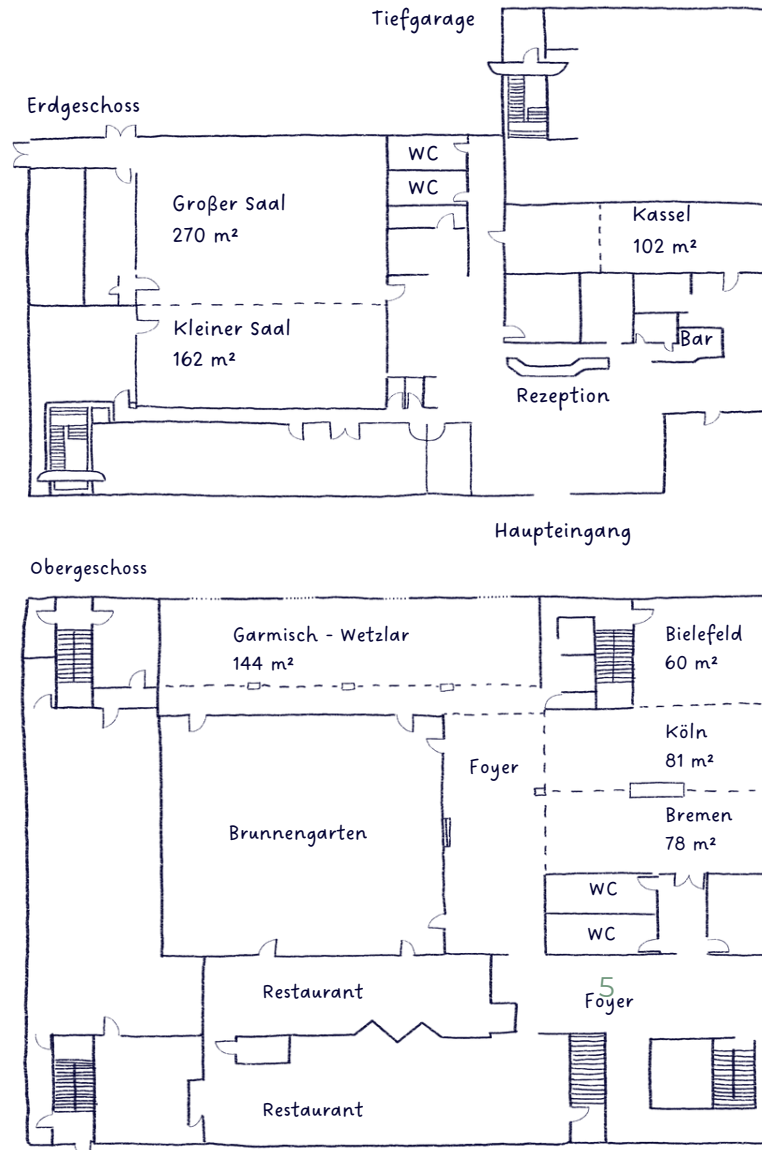 Tiefgarage
Erdgeschoss
WC
WC
Großer Saal
270 m²
Kassel
102 m²
Kleiner Saal
162 m²
Bar
Rezeption
Haupteingang
Obergeschoss
Garmisch - Wetzlar
144 m²
Bielefeld
60 m²
Köln
81 m²
Foyer
Bremen
78 m²
Brunnengarten
WC
WC
Restaurant
5
Foyer
Restaurant